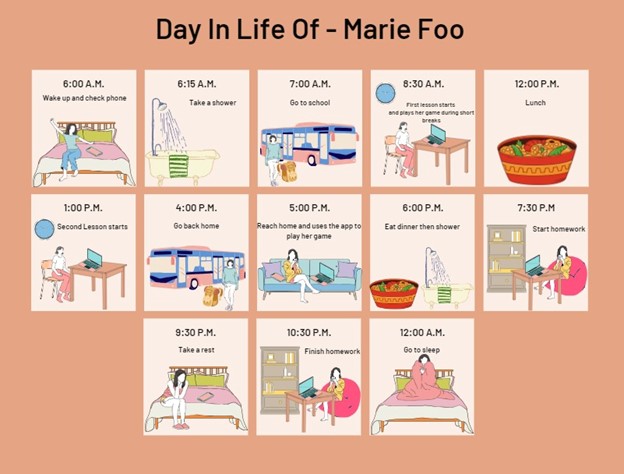 Day In Life Of - Marie Foo
6:00 A.M.
Wake up and check phone
6:15 A.M.
Take a shower
7:00 A.M.
Go to school
8:30 A.M.
First lesson starts
and plays her game during short
breaks
12:00 P.M.
Lunch
1:00 P.M.
Second Lesson starts
4:00 P.M.
Go back home
5:00 P.M.
Reach home and uses the app to
play her game
6:00 P.M.
Eat dinner then shower
7:30 P.M
Start homework
9:30 P.M.
Take a rest
10:30 P.M.
Finish homework
12:00 A.M.
Go to sleep